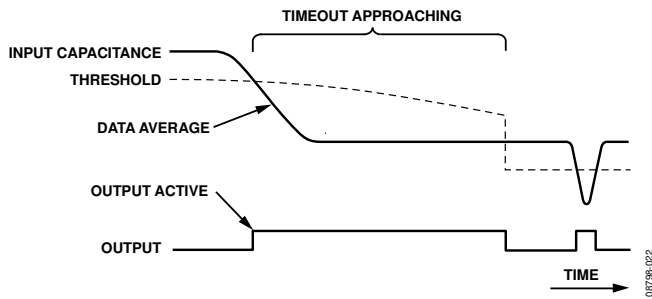 TIMEOUT APPROACHING
INPUT CAPACITANCE
THRESHOLD
DATA AVERAGE
OUTPUT ACTIVE
OUTPUT
TIME
08798-022